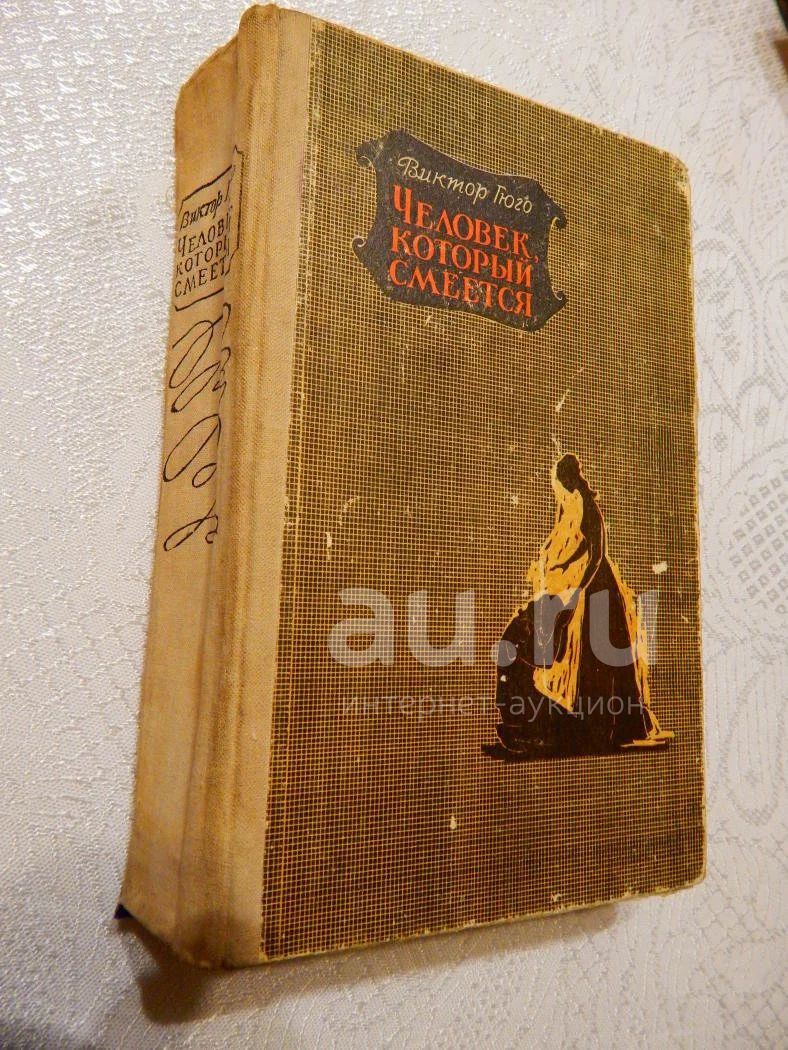 Виктор Гюго
ЧЕЛОВЕК,
КОТОРЫЙ
СМЕЕТСЯ
Виктор Г
ЧЕЛОВЕ
КОТОРЫ
СМЕЕТ
au.ru
интернет-аукцион